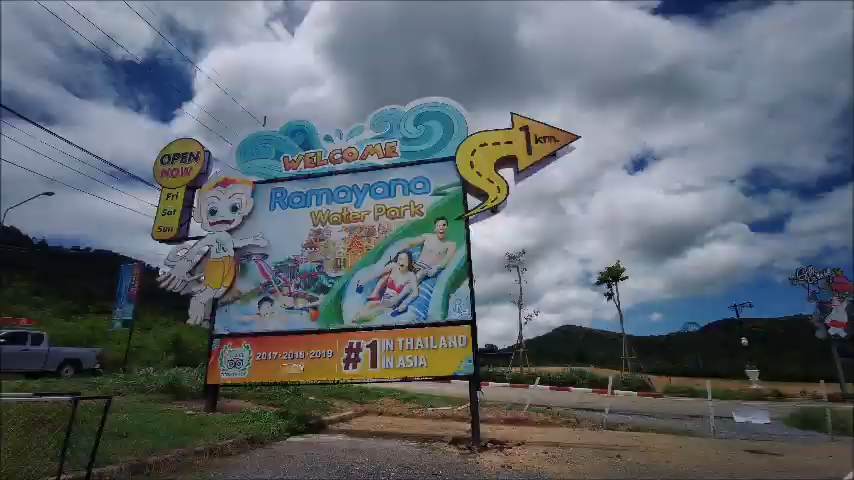 WELCOME
1 km.
OPEN
NOW
Fri
Sat
Sun
Ramayana
Water Park
2017•2018•2019
#1 IN THAILAND
IN ASIA